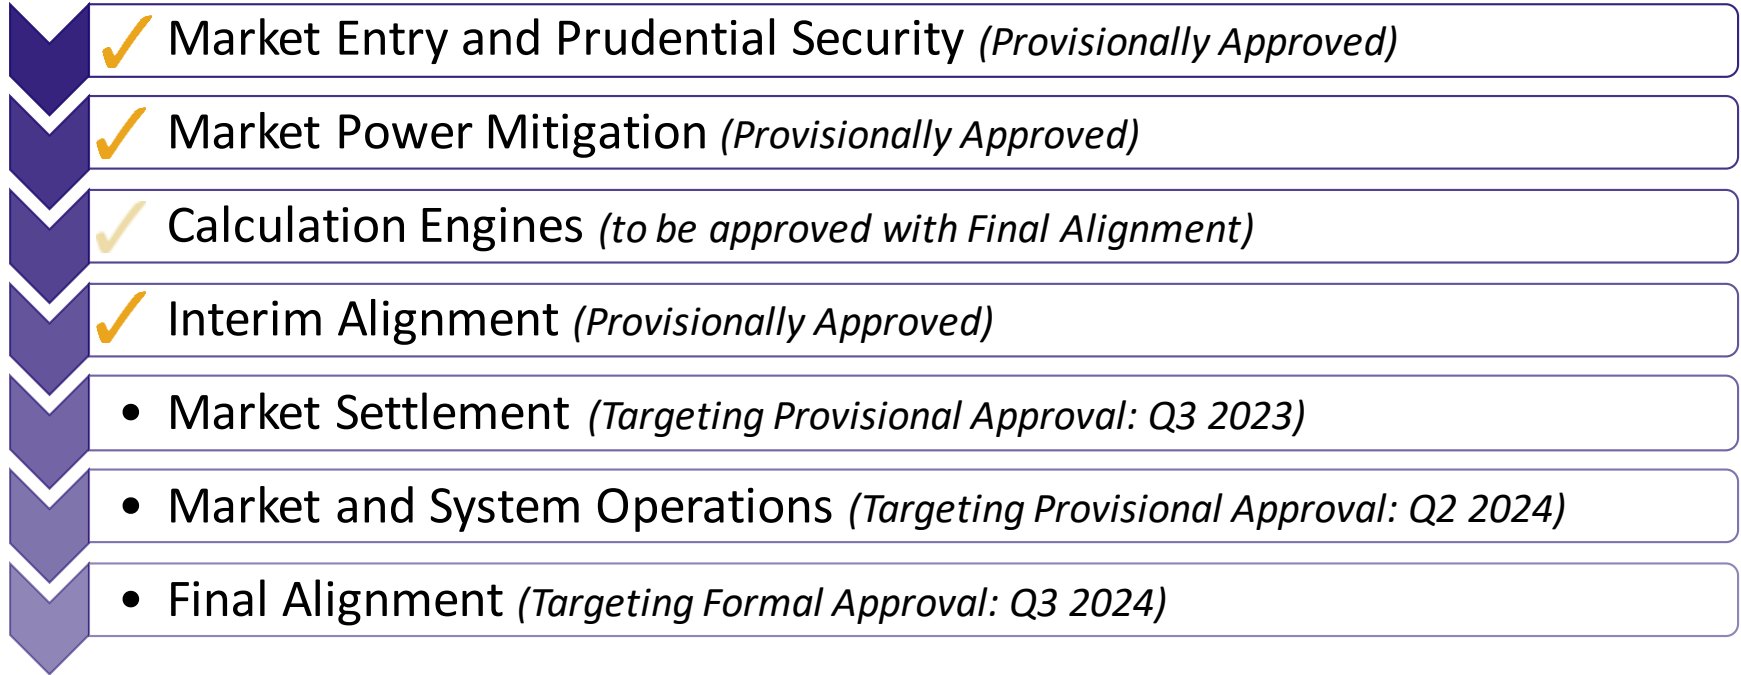 ✓ Market Entry and Prudential Security (Provisionally Approved)
✓ Market Power Mitigation (Provisionally Approved)
✓ Calculation Engines (to be approved with Final Alignment)
✓ Interim Alignment (Provisionally Approved)
• Market Settlement (Targeting Provisional Approval: Q3 2023)
• Market and System Operations (Targeting Provisional Approval: Q2 2024)
• Final Alignment (Targeting Formal Approval: Q3 2024)